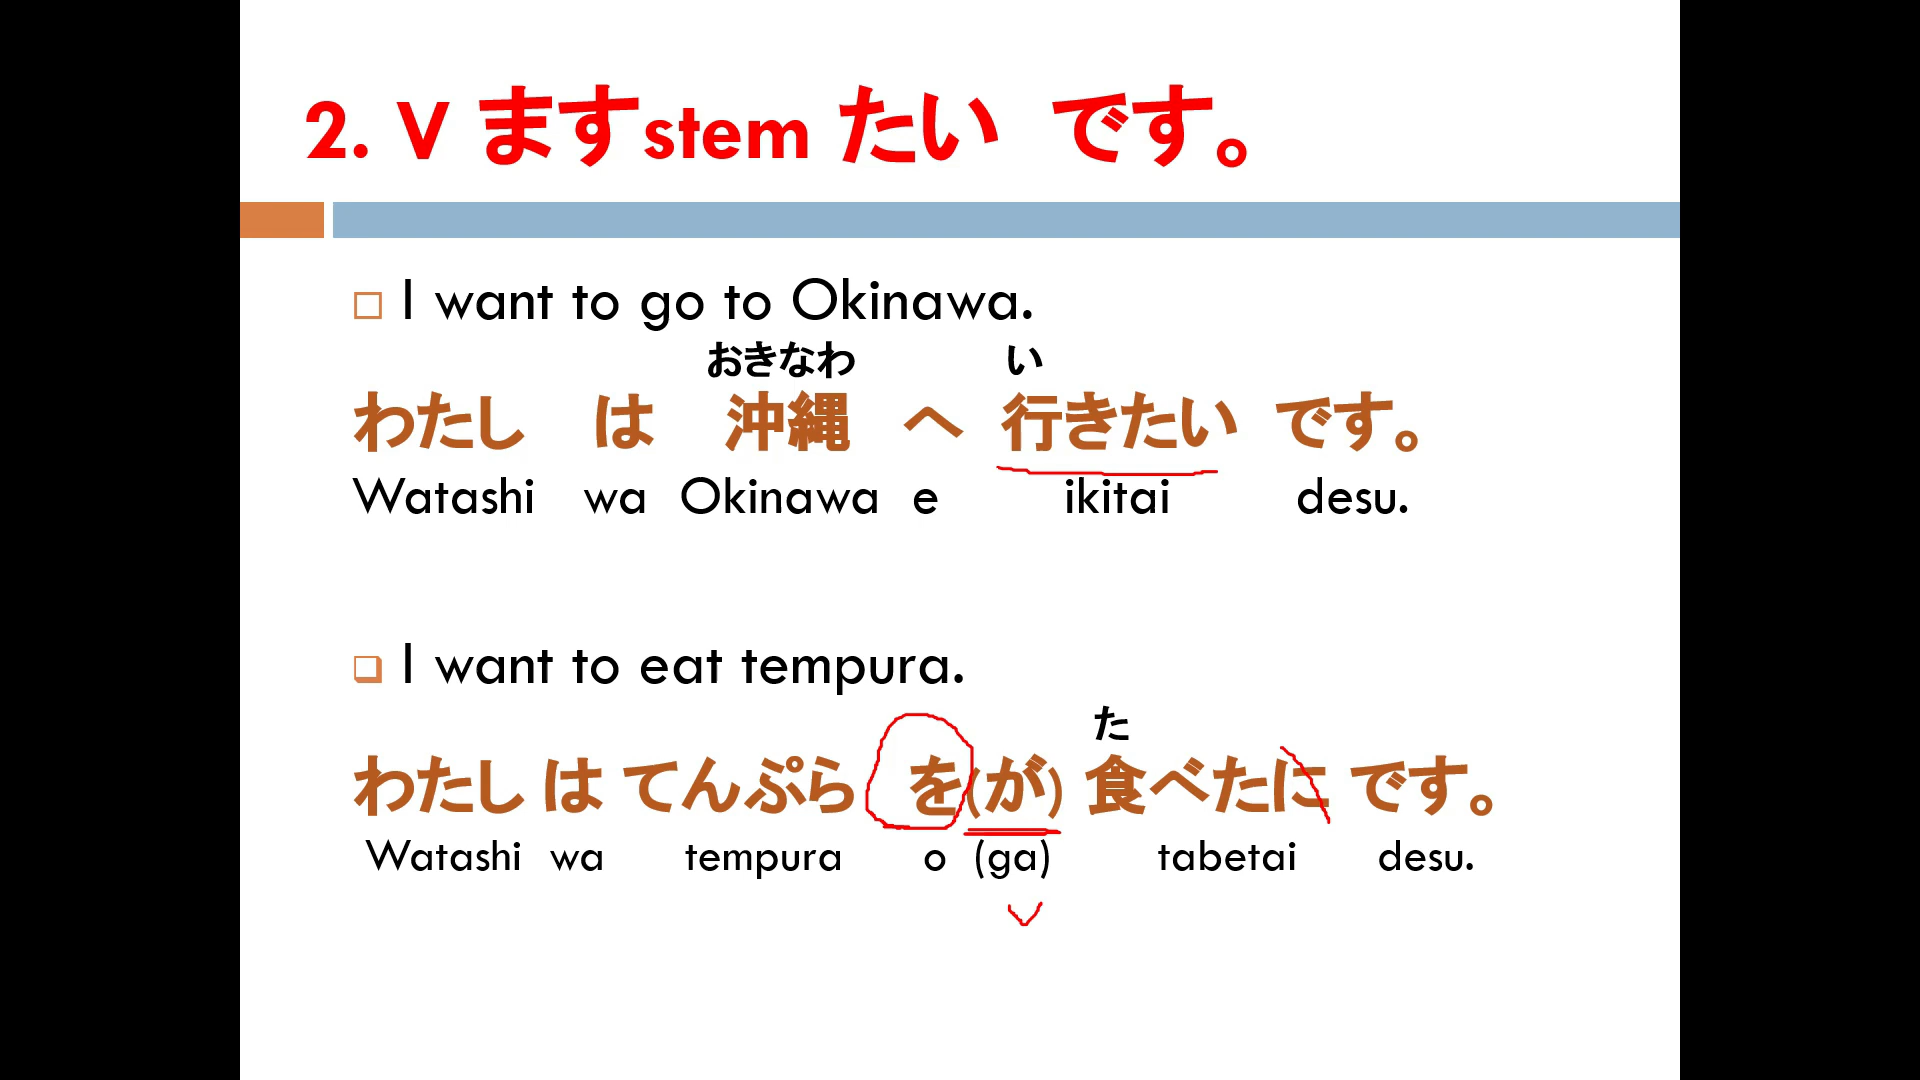 2. V ますstem たい です。
I want to go to Okinawa.
おきなわ い
わたし は 沖縄 へ 行きたい です。
Watashi wa Okinawa e ikitai desu.
I want to eat tempura.
た
わたし は てんぷら を(が) 食べたに です。
Watashi wa tempura o (ga) tabetai desu.